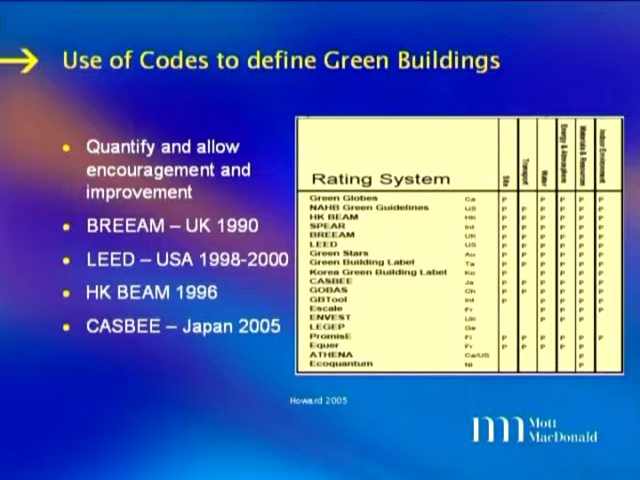 Use of Codes to define Green Buildings
Quantify and allow
encouragement and
improvement
BREEAM – UK 1990
LEED – USA 1998-2000
HK BEAM 1996
CASBEE – Japan 2005
Rating System
Site
Transport
Water
Energy & Atmosphere
Materials & Resources
Indoor Environment
Green Globes Ca P P P P P
NAHB Green Guidelines US P P P P P P
HK BEAM HK P P P P P P
SPEAR Int P P P P P P
BREEAM UK P P P P P P
LEED US P P P P P P
Green Stars Au P P P P P P
Green Building Label Ta P P P P P P
Korea Green Building Label Ko P P P P P P
CASBEE Ja P P P P P P
GOBAS Ch P P P P P P
GBTool Int P P P P P
Escale Fr P P P P
ENVEST UK P P P
LEGEP Ge
PromisE Fi P P P P P P
Equer Fr P P P P P
ATHENA Ca/US P
Ecoquantum Nl P
Howard 2005
Mott
MacDonald